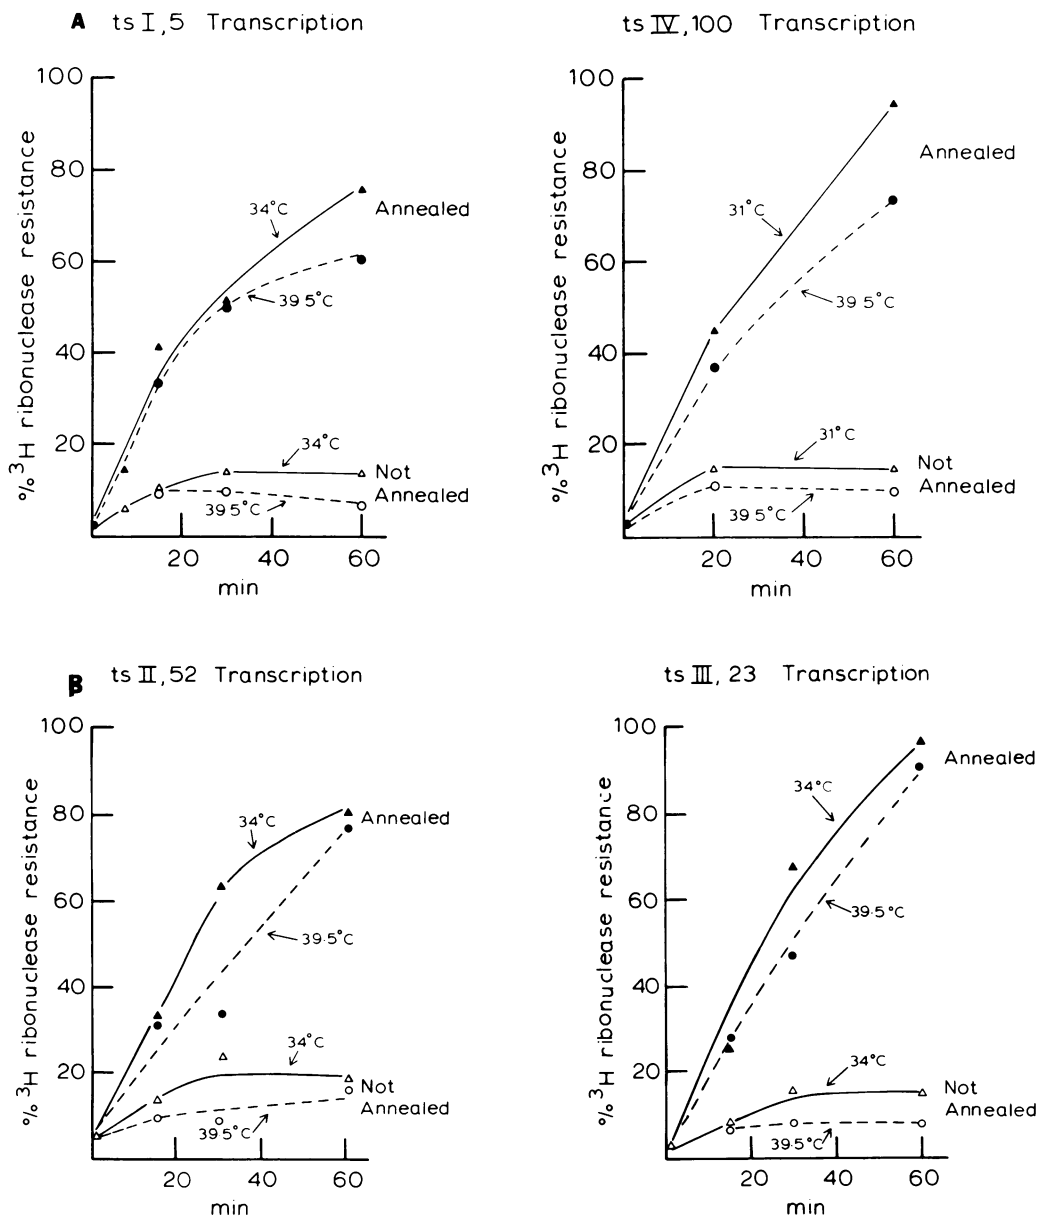 A ts I,5 Transcription
ts IV,100 Transcription
% ³H ribonuclease resistance
100
80
60
40
20
34°C
Annealed
39 5°C
34°C
Not
Annealed
39 5°C
20 40 60
min
% ³H ribonuclease resistance
100
80
60
40
20
Annealed
31°C
39 5°C
31°C
Not
Annealed
39 5°C
20 40 60
min
B ts II,52 Transcription
ts III, 23 Transcription
% ³H ribonuclease resistance
100
80
60
40
20
34°C
Annealed
39·5°C
34°C
Not
Annealed
39·5°C
20 40 60
min
% ³H ribonuclease resistance
100
80
60
40
20
Annealed
34°C
39·5°C
34°C
Not
Annealed
39·5°C
20 40 60
min